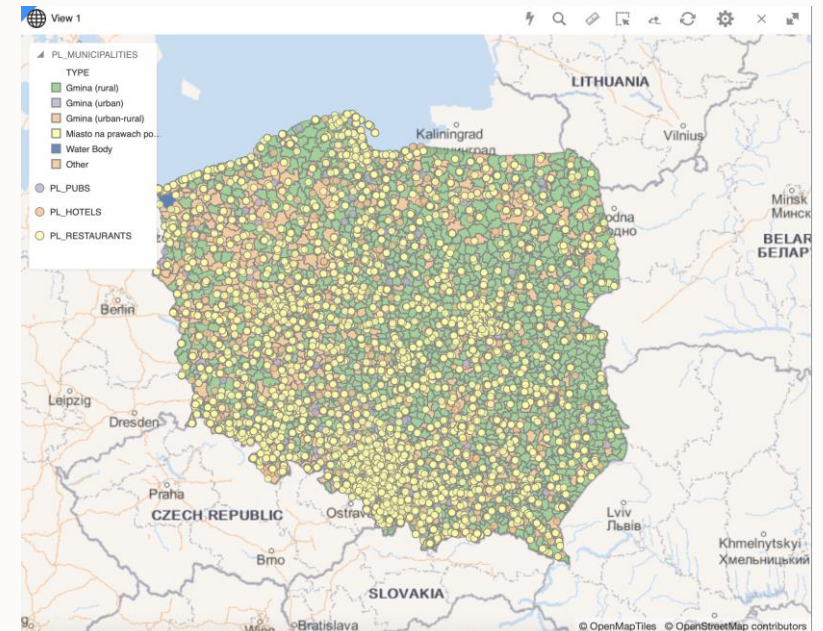 View 1
PL_MUNICIPALITIES
TYPE
Gmina (rural)
Gmina (urban)
Gmina (urban-rural)
Miasto na prawach po...
Water Body
Other
PL_PUBS
PL_HOTELS
PL_RESTAURANTS
LITHUANIA
Kaliningrad
Vilnius
Minsk
Минск
BELAR
БЕЛАР
Berlin
Leipzig
Dresden
Praha
CZECH REPUBLIC
Lviv
Львів
Khmelnytskyi
Хмельницький
Brno
SLOVAKIA
Bratislava
© OpenMapTiles © OpenStreetMap contributors